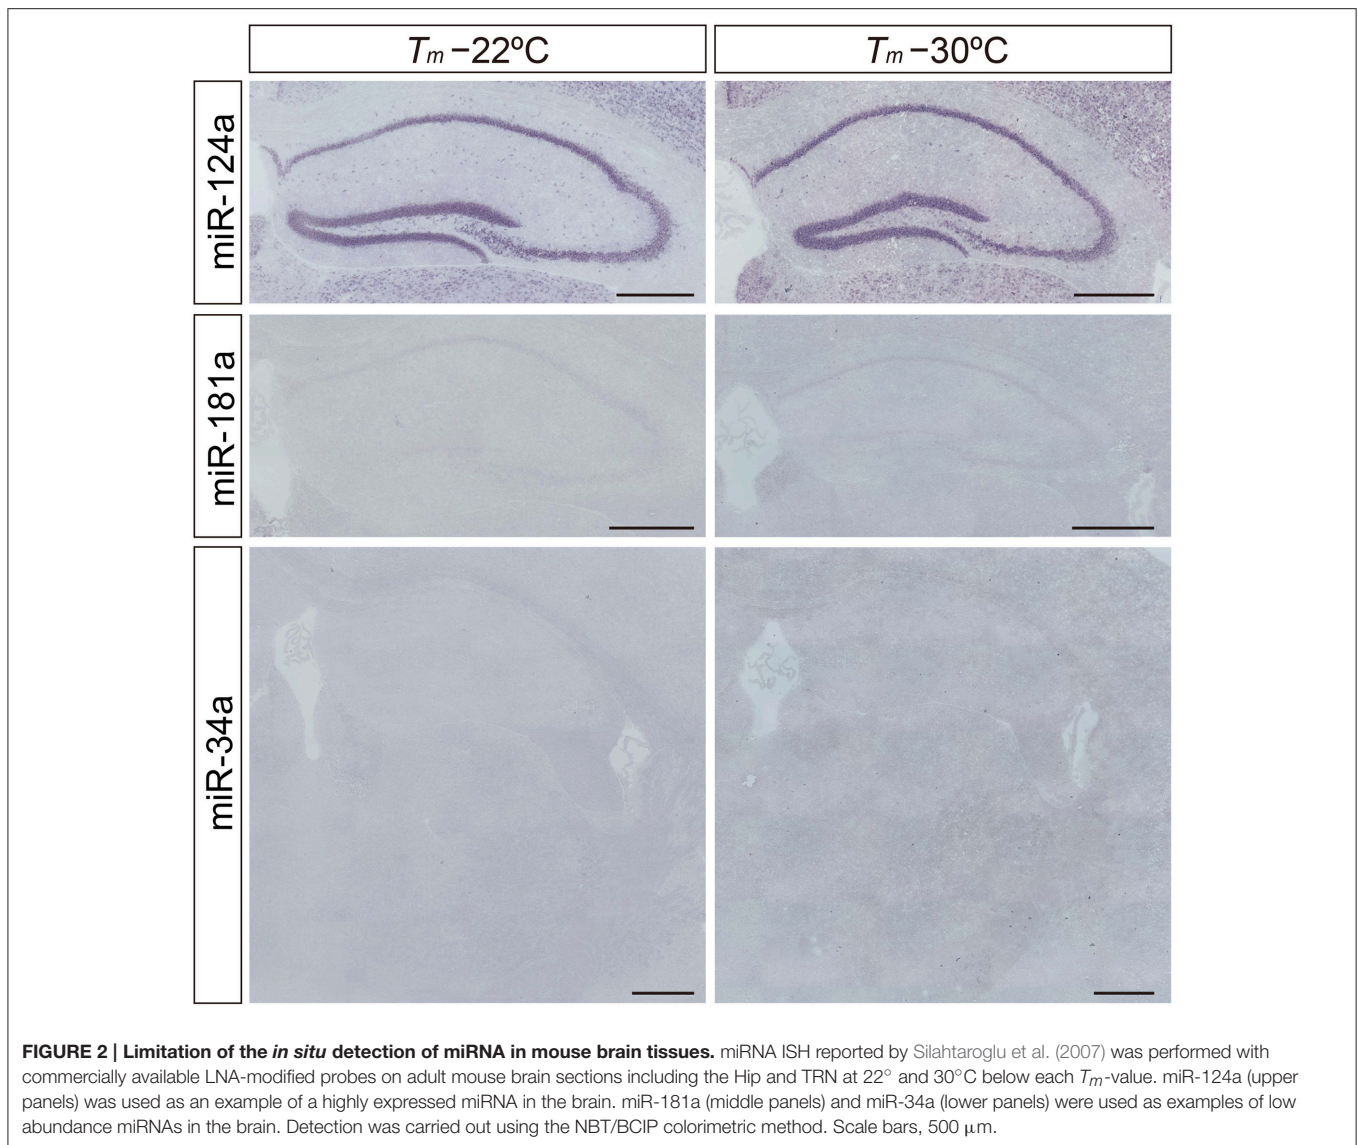 Tm −22ºC
Tm −30ºC
miR-124a
miR-181a
miR-34a
FIGURE 2 | Limitation of the in situ detection of miRNA in mouse brain tissues. miRNA ISH reported by Silahtaroglu et al. (2007) was performed with
commercially available LNA-modified probes on adult mouse brain sections including the Hip and TRN at 22° and 30°C below each Tm-value. miR-124a (upper
panels) was used as an example of a highly expressed miRNA in the brain. miR-181a (middle panels) and miR-34a (lower panels) were used as examples of low
abundance miRNAs in the brain. Detection was carried out using the NBT/BCIP colorimetric method. Scale bars, 500 μm.